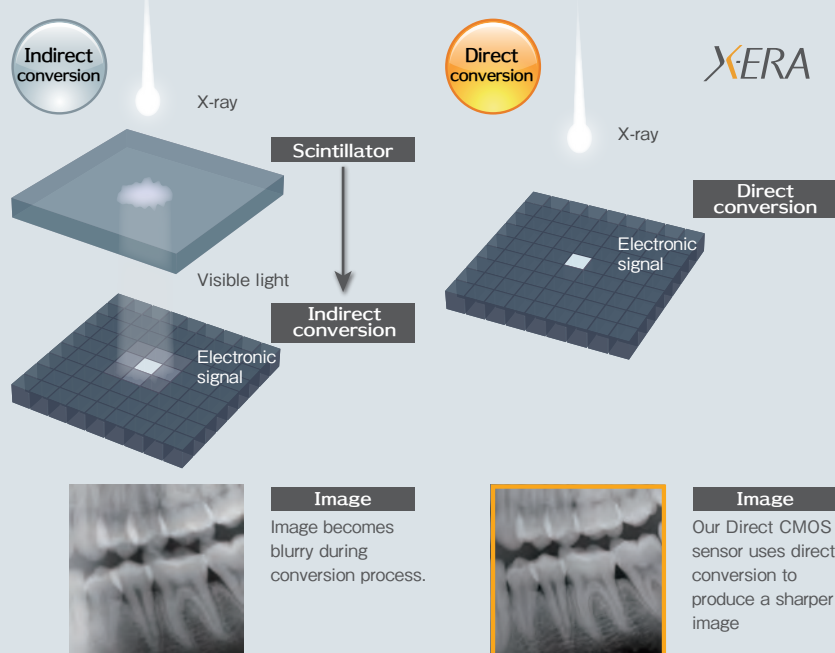 Indirect
conversion
X-ray
Scintillator
Visible light
Indirect
conversion
Electronic
signal
Image
Image becomes
blurry during
conversion process.
Direct
conversion
X-ERA
X-ray
Direct
conversion
Electronic
signal
Image
Our Direct CMOS
sensor uses direct
conversion to
produce a sharper
image